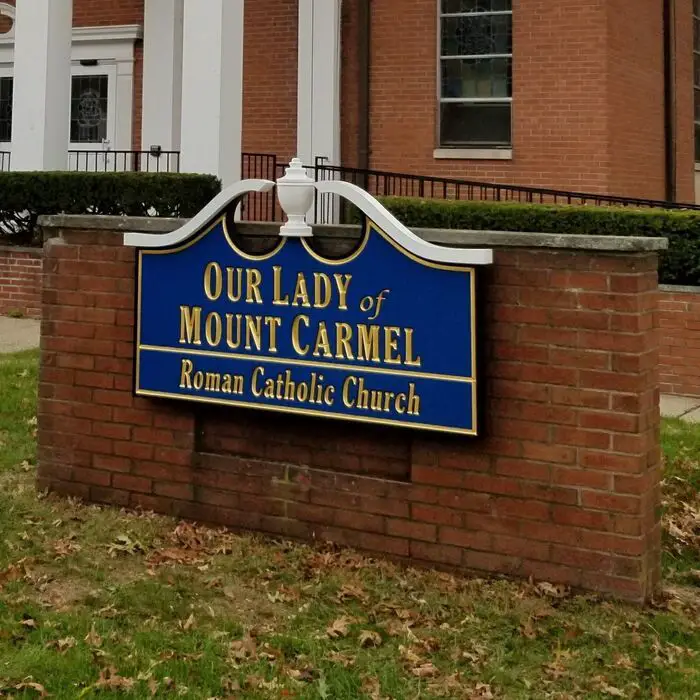 OUR LADY of
MOUNT CARMEL
Roman Catholic Church